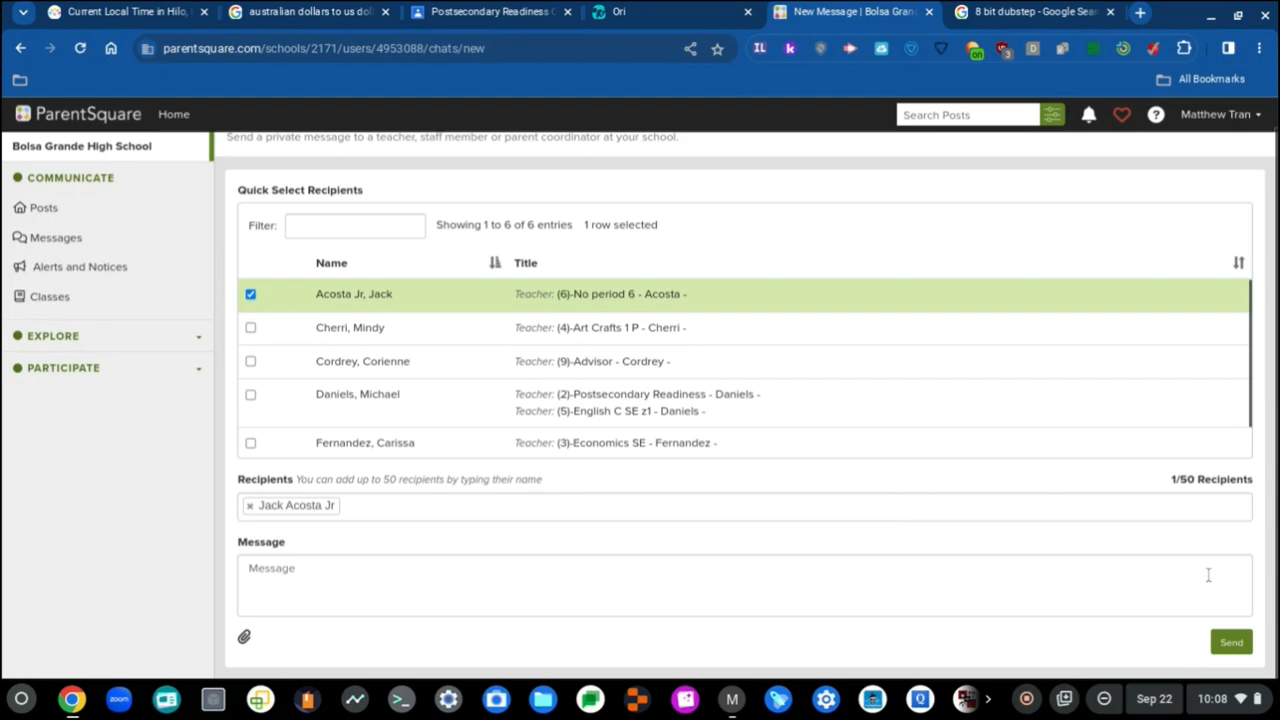 Current Local Time in Hilo,
australian dollars to us dol
Postsecondary Readiness C
Ori
New Message | Bolsa Gran
8 bit dubstep - Google Sear
parentsquare.com/schools/2171/users/4953088/chats/new
All Bookmarks
ParentSquare
Home
Search Posts
Matthew Tran
Send a private message to a teacher, staff member or parent coordinator at your school.
Bolsa Grande High School
COMMUNICATE
Posts
Messages
Alerts and Notices
Classes
EXPLORE
PARTICIPATE
Quick Select Recipients
Filter:
Showing 1 to 6 of 6 entries 1 row selected
Name Title
Acosta Jr, Jack Teacher: (6)-No period 6 - Acosta -
Cherri, Mindy Teacher: (4)-Art Crafts 1 P - Cherri -
Cordrey, Corienne Teacher: (9)-Advisor - Cordrey -
Daniels, Michael Teacher: (2)-Postsecondary Readiness - Daniels -
Teacher: (5)-English C SE z1 - Daniels -
Fernandez, Carissa Teacher: (3)-Economics SE - Fernandez -
Recipients You can add up to 50 recipients by typing their name 1/50 Recipients
Jack Acosta Jr
Message
Message
Send
zoom
M
Q
Sep 22
10:08